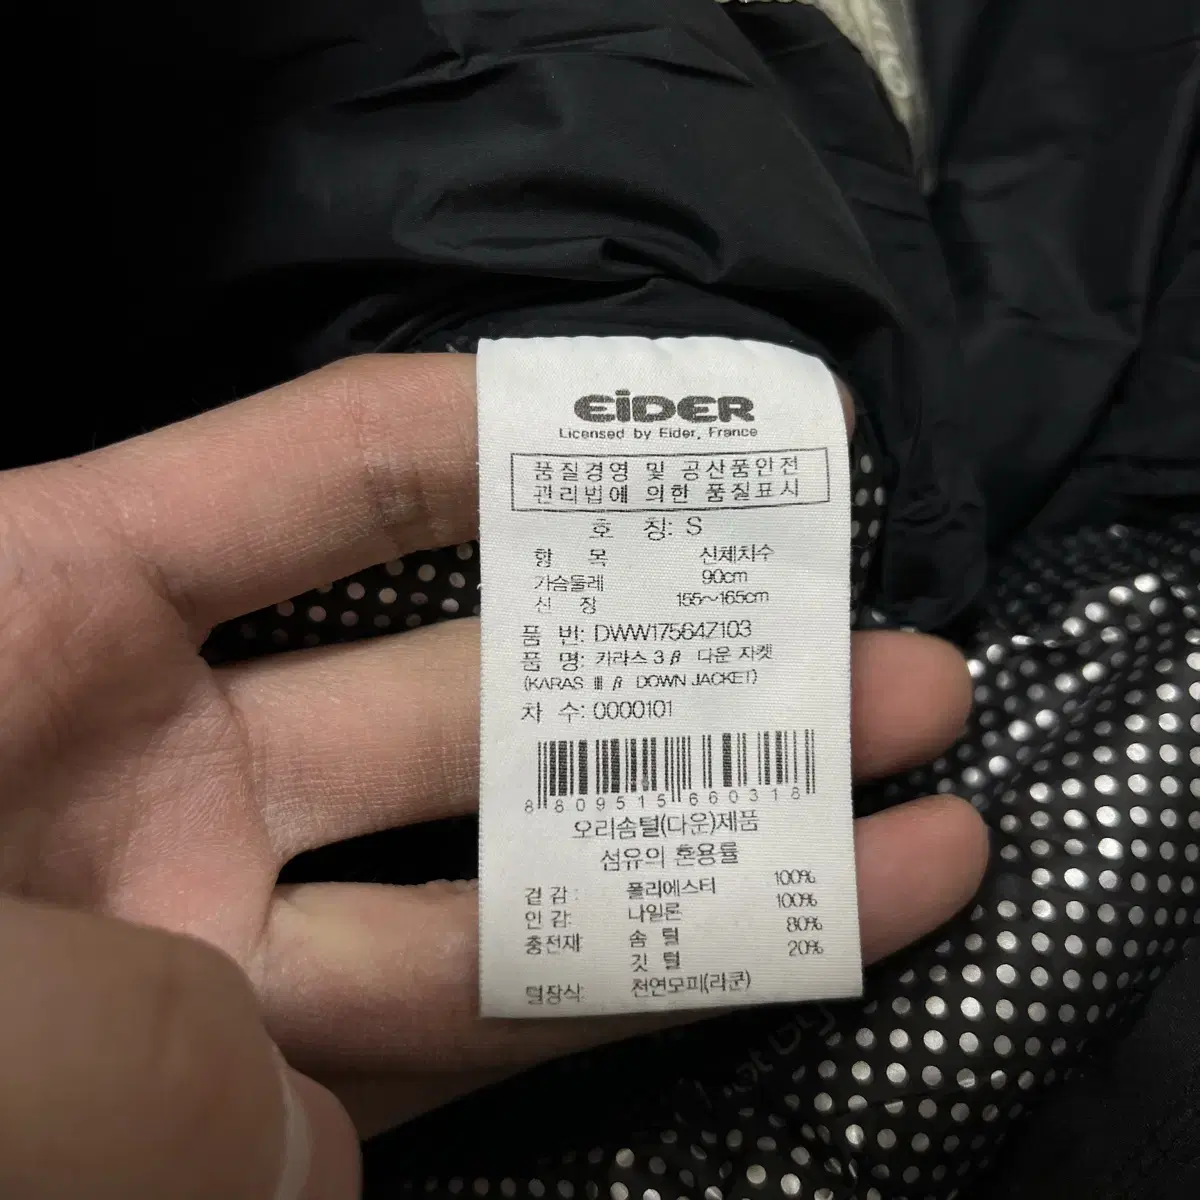 EiDER
Licensed by Eider, France
품질경영 및 공산품안전
관리법에 의한 품질표시
호 칭: S
항 목 신체치수
가슴둘레 90cm
신 장 155~165cm
품 번: DWW17564Z103
품 명: 카라스 3 β 다운 자켓
(KARAS Ⅲ β DOWN JACKET)
차 수: 0000101
8 809515 660318
오리솜털(다운)제품
섬유의 혼용률
겉감: 폴리에스터 100%
안감: 나일론 100%
충전재 솜털 80%
깃털 20%
털장식: 천연모피(라쿤)